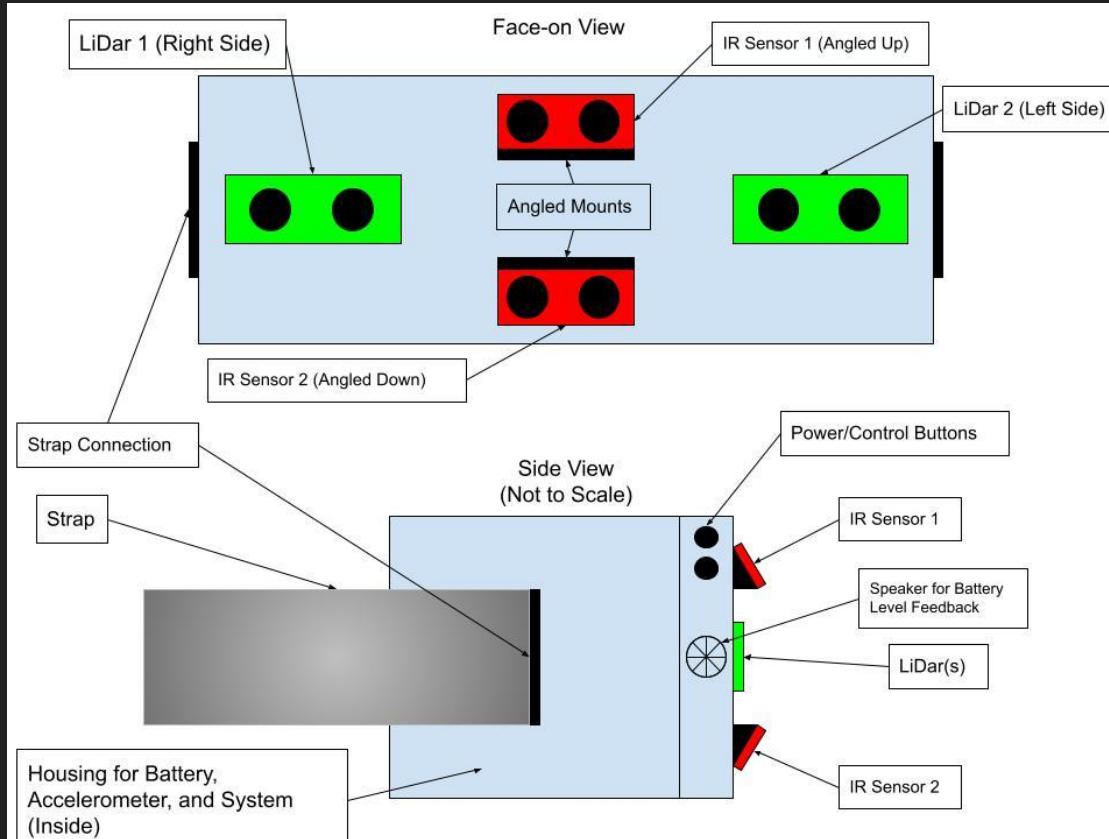 Face-on View
LiDar 1 (Right Side)
IR Sensor 1 (Angled Up)
LiDar 2 (Left Side)
Angled Mounts
IR Sensor 2 (Angled Down)
Strap Connection
Power/Control Buttons
Side View
(Not to Scale)
Strap
IR Sensor 1
Speaker for Battery
Level Feedback
LiDar(s)
Housing for Battery,
Accelerometer, and System
(Inside)
IR Sensor 2